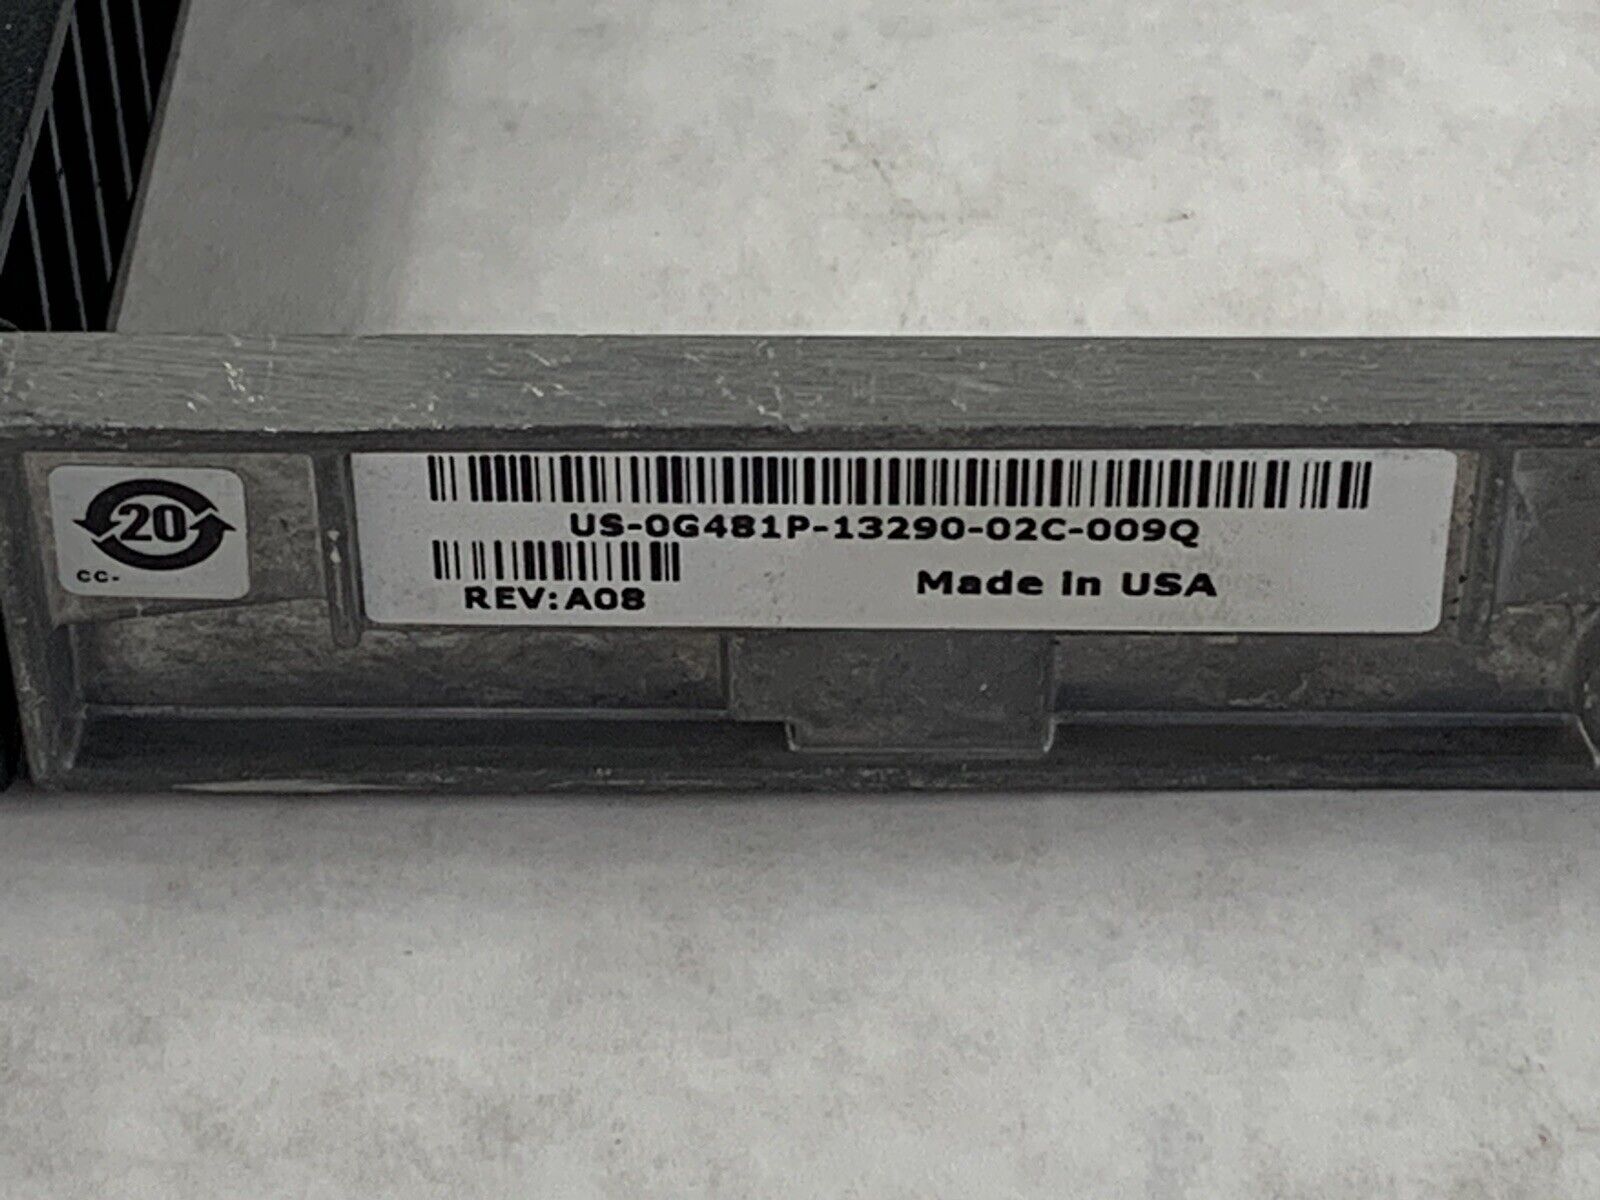 20
CC-
US-0G481P-13290-02C-009Q
REV:A08
Made in USA